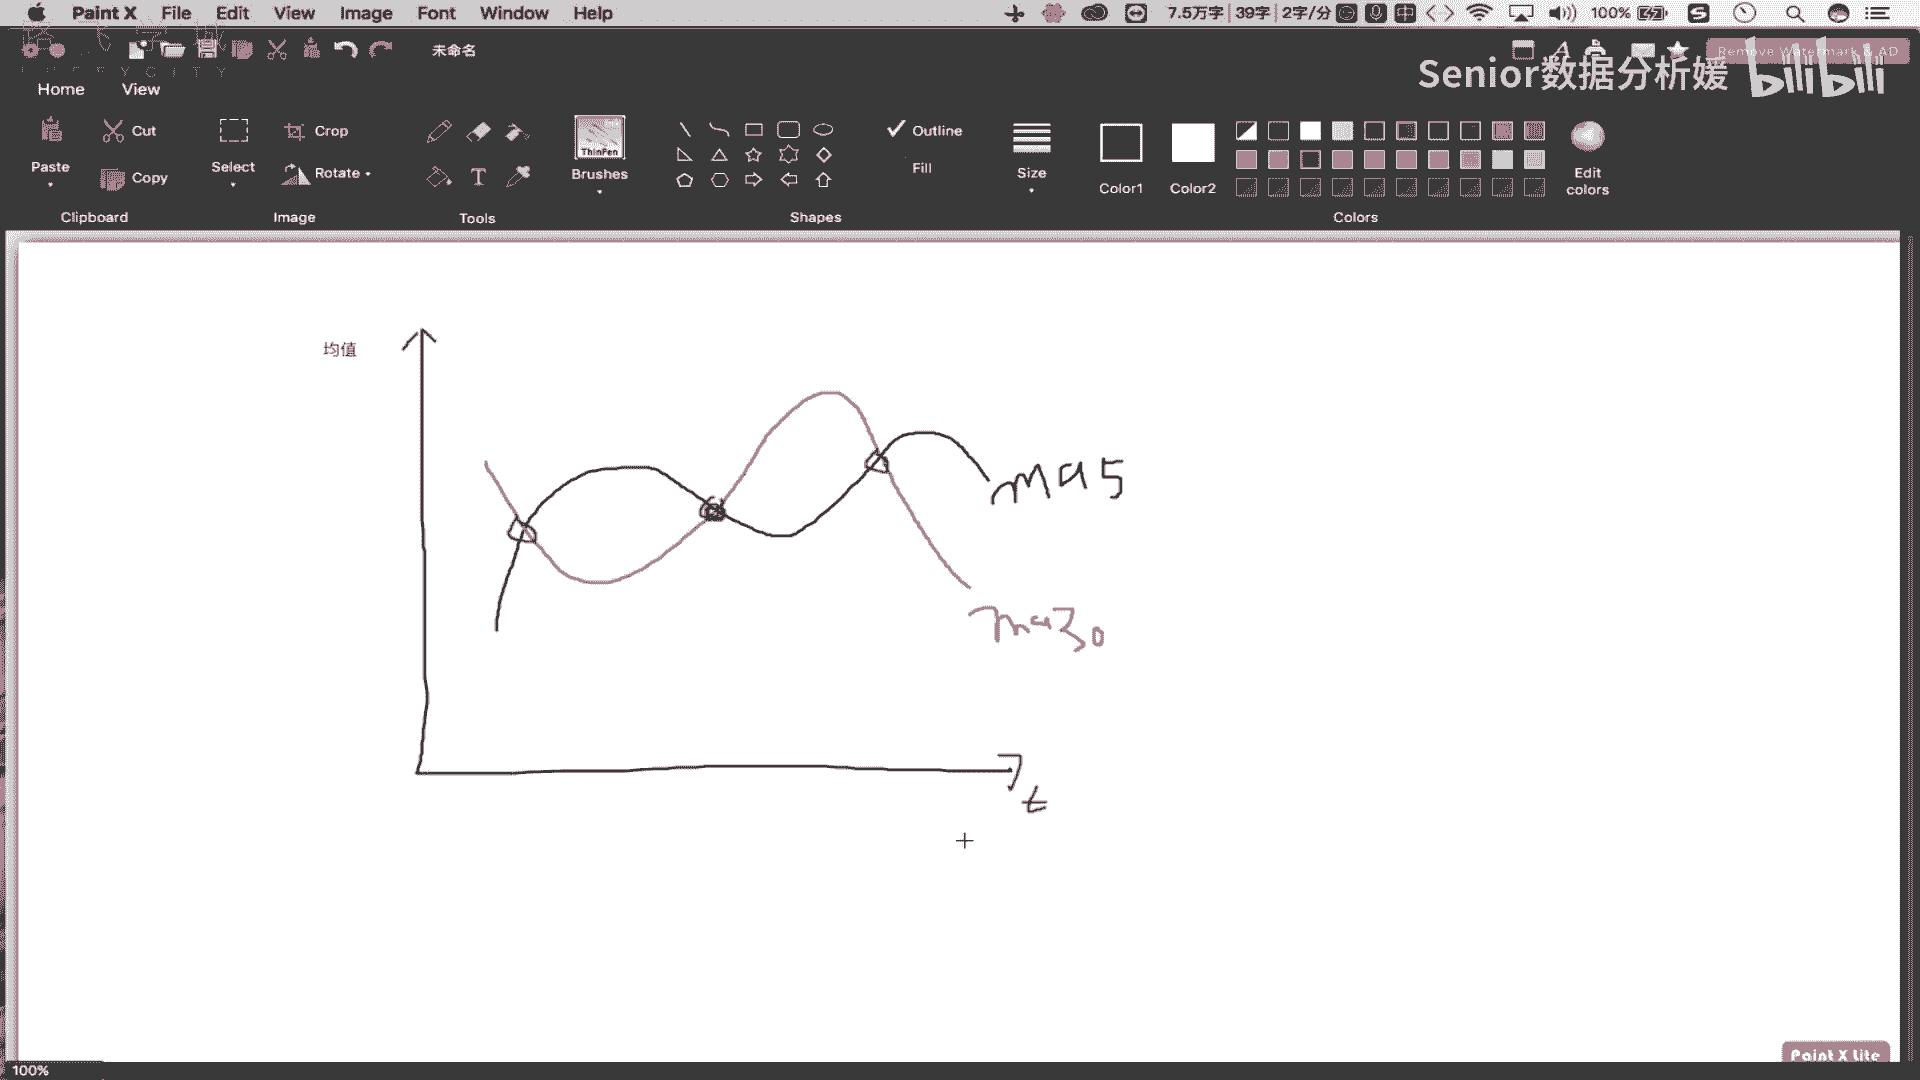 Paint X File Edit View Image Font Window Help 7.5万字 39字 2字/分 中 100%
未命名
Remove Watermark & AD
Senior数据分析媛 bilibili
Home View
Paste Cut Copy Select Crop Rotate T Brushes ThinPen Outline Fill Size Color1 Color2 Edit colors
Clipboard Image Tools Shapes Colors
均值
ma5
ma30
t
Paint X Lite
100%